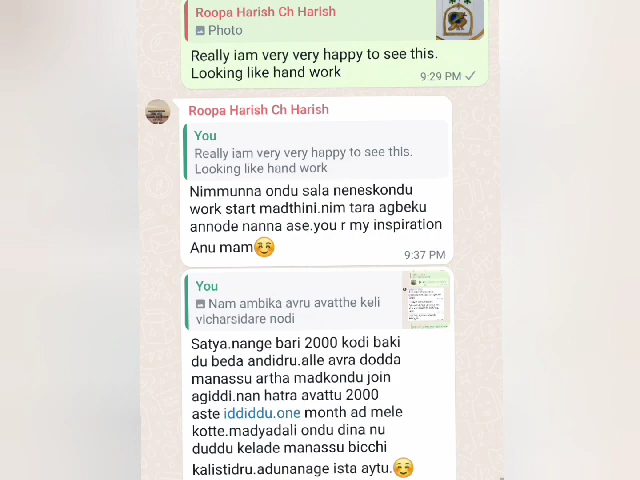 Roopa Harish Ch Harish
Photo
Really iam very very happy to see this.
Looking like hand work
9:29 PM
Roopa Harish Ch Harish
You
Really iam very very happy to see this.
Looking like hand work
Nimmunna ondu sala neneskondu
work start madthini.nim tara agbeku
annode nanna ase.you r my inspiration
Anu mam
9:37 PM
You
Nam ambika avru avatthe keli
vicharsidare nodi
Satya.nange bari 2000 kodi baki
du beda andidru.alle avra dodda
manassu artha madkondu join
agiddi.nan hatra avattu 2000
aste iddiddu.one month ad mele
kotte.madyadali ondu dina nu
duddu kelade manassu bicchi
kalistidru.adunanage ista aytu.